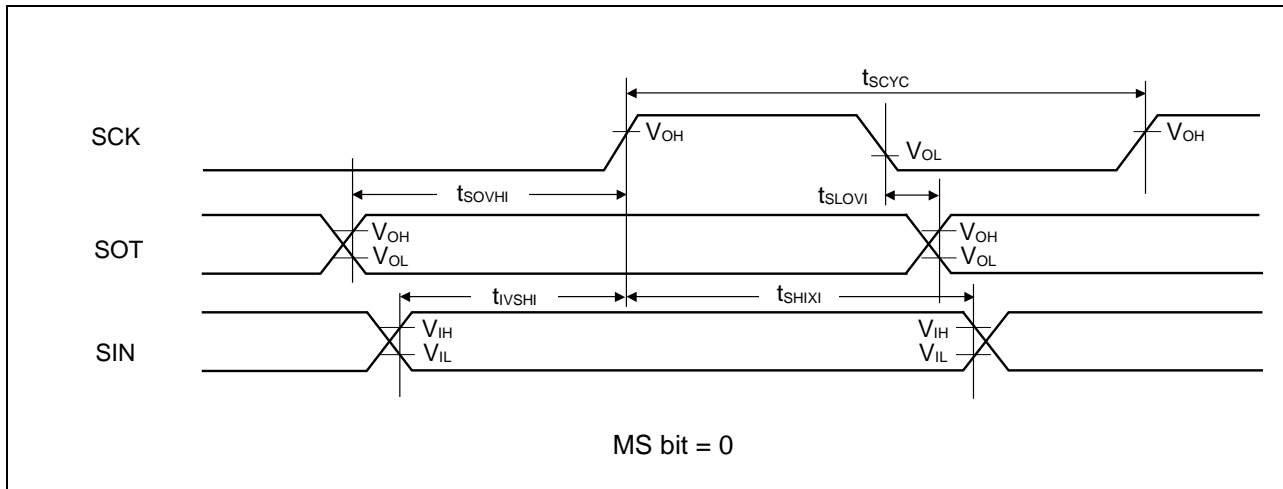 tSCYC
SCK
VOH
VOL
VOH
tSOVHI
tSLOVI
SOT
VOH
VOL
VOH
VOL
tIVSHI
tSHIXI
SIN
VIH
VIL
VIH
VIL
MS bit = 0